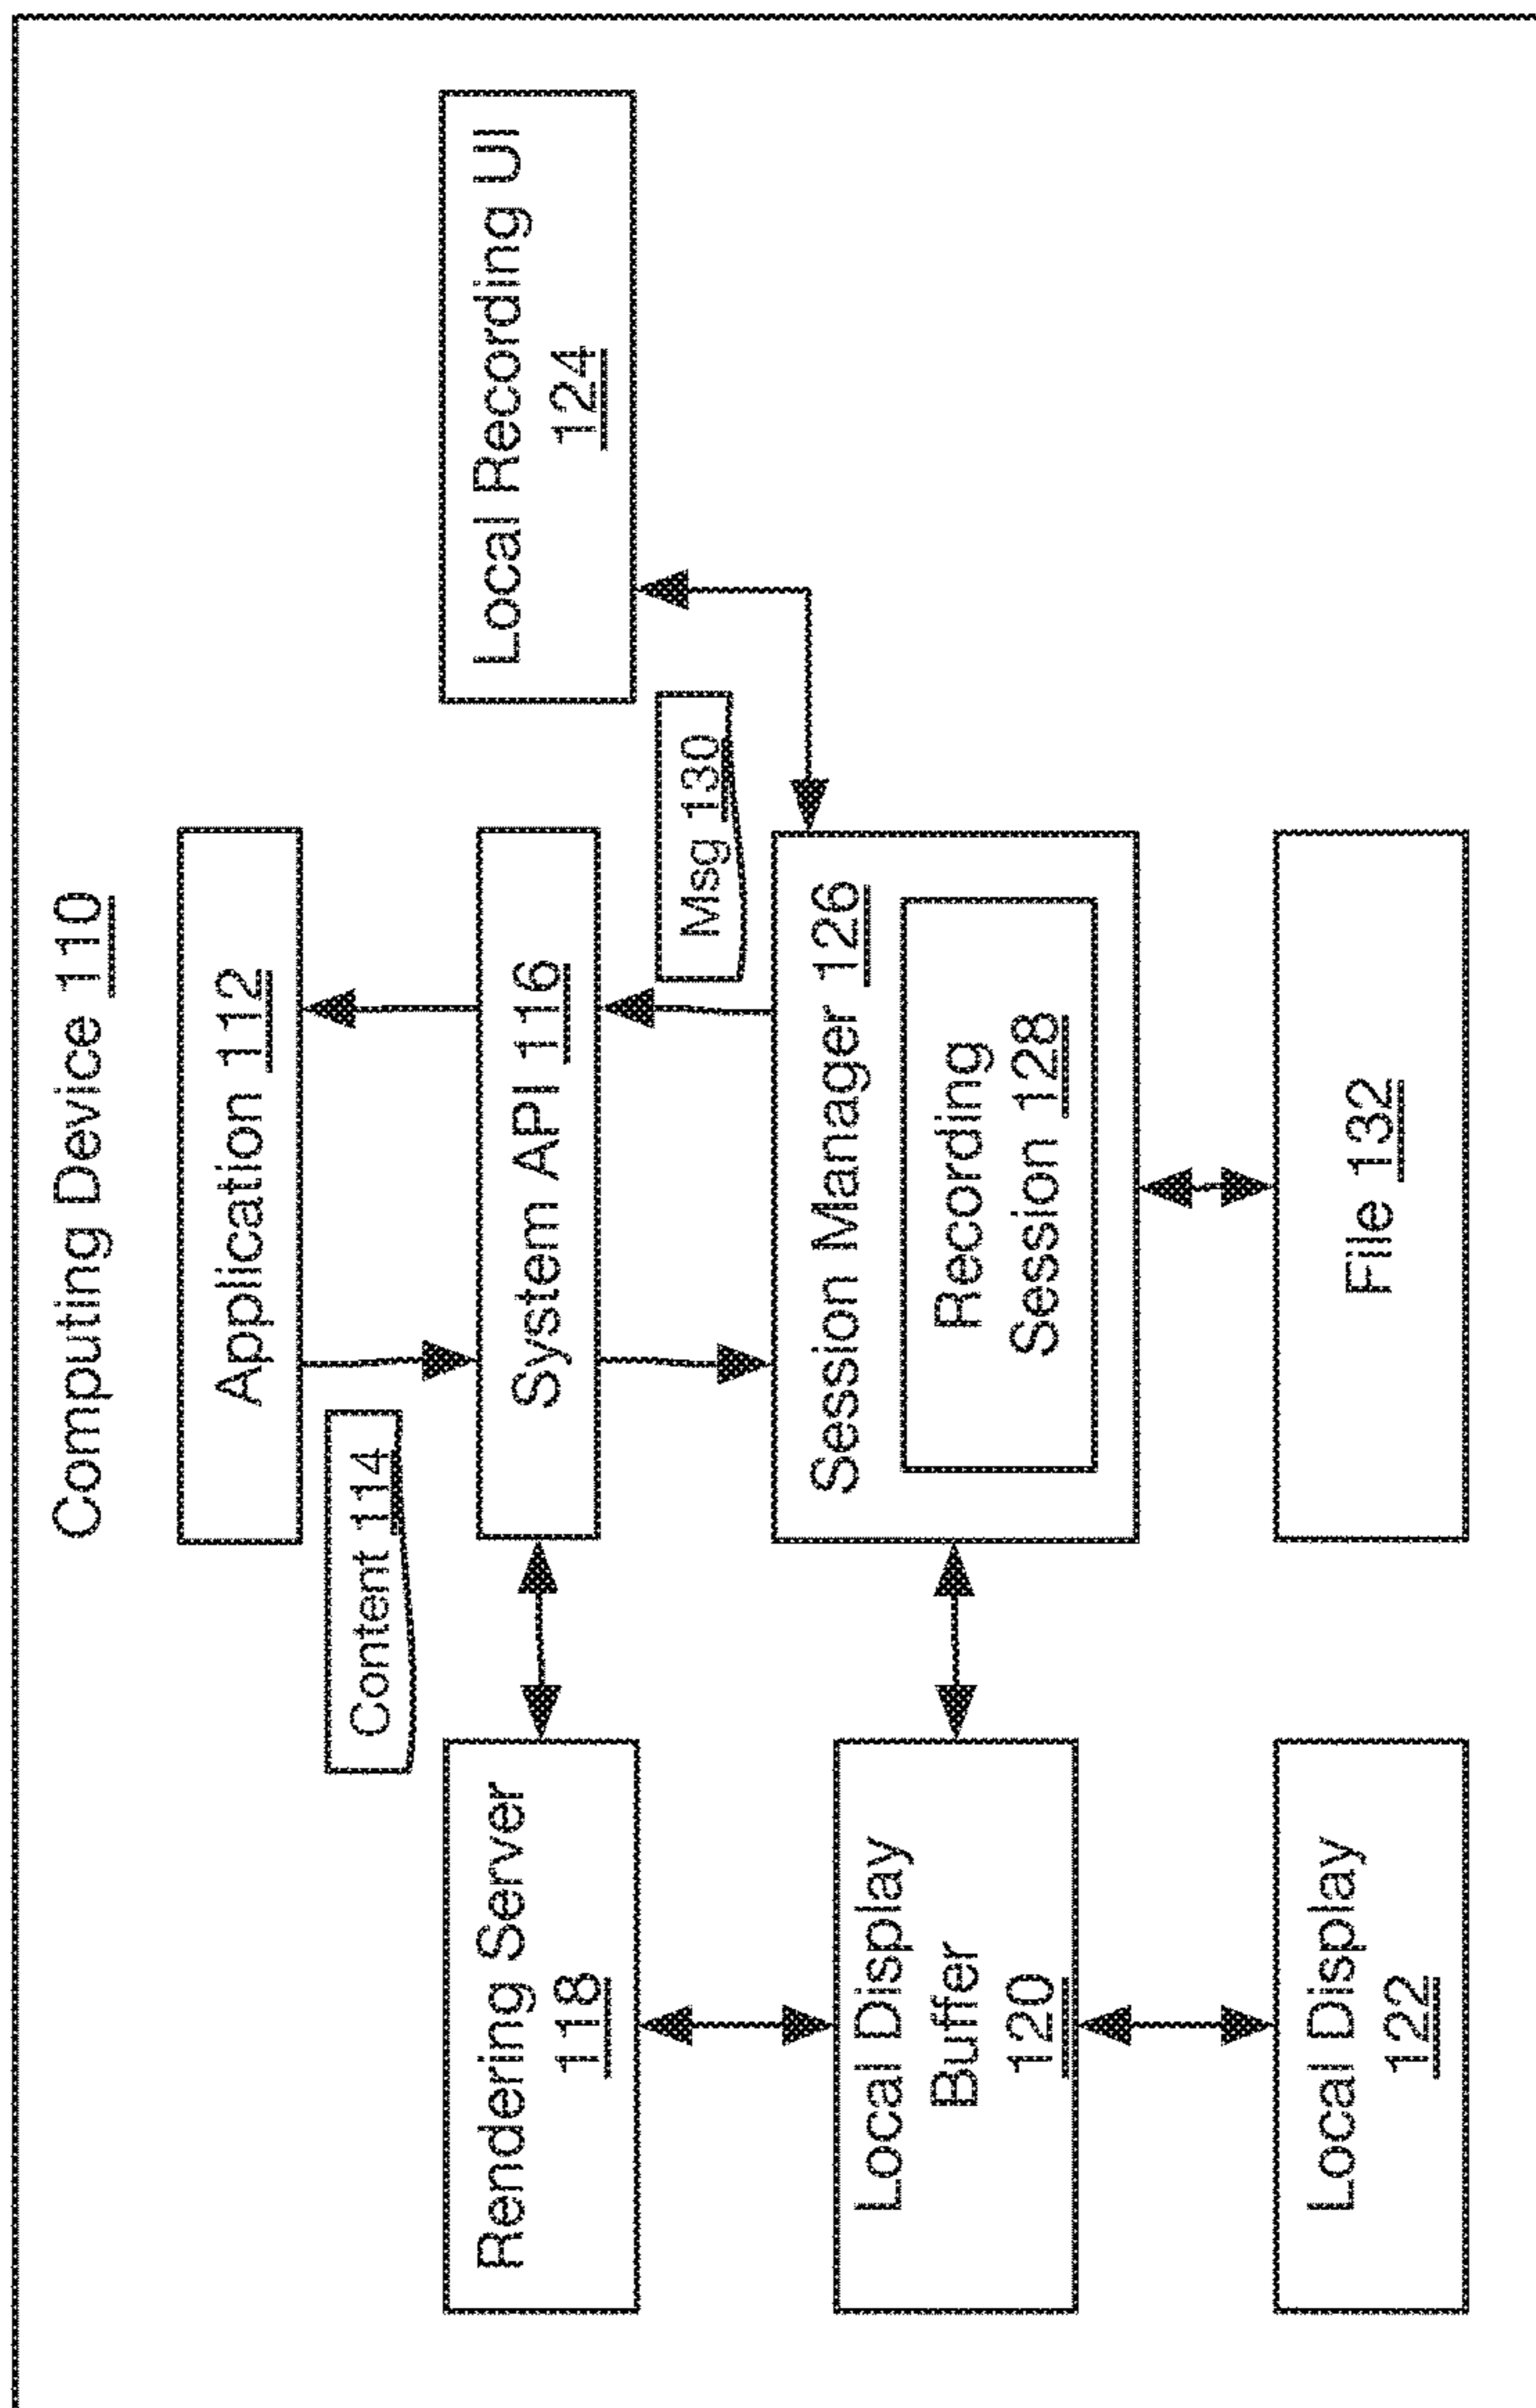 Computing Device 110
Application 112
Content 114
System API 116
Rendering Server
118
Local Recording UI
124
Msg 130
Session Manager 126
Recording
Session 128
Local Display
Buffer
120
Local Display
122
File 132